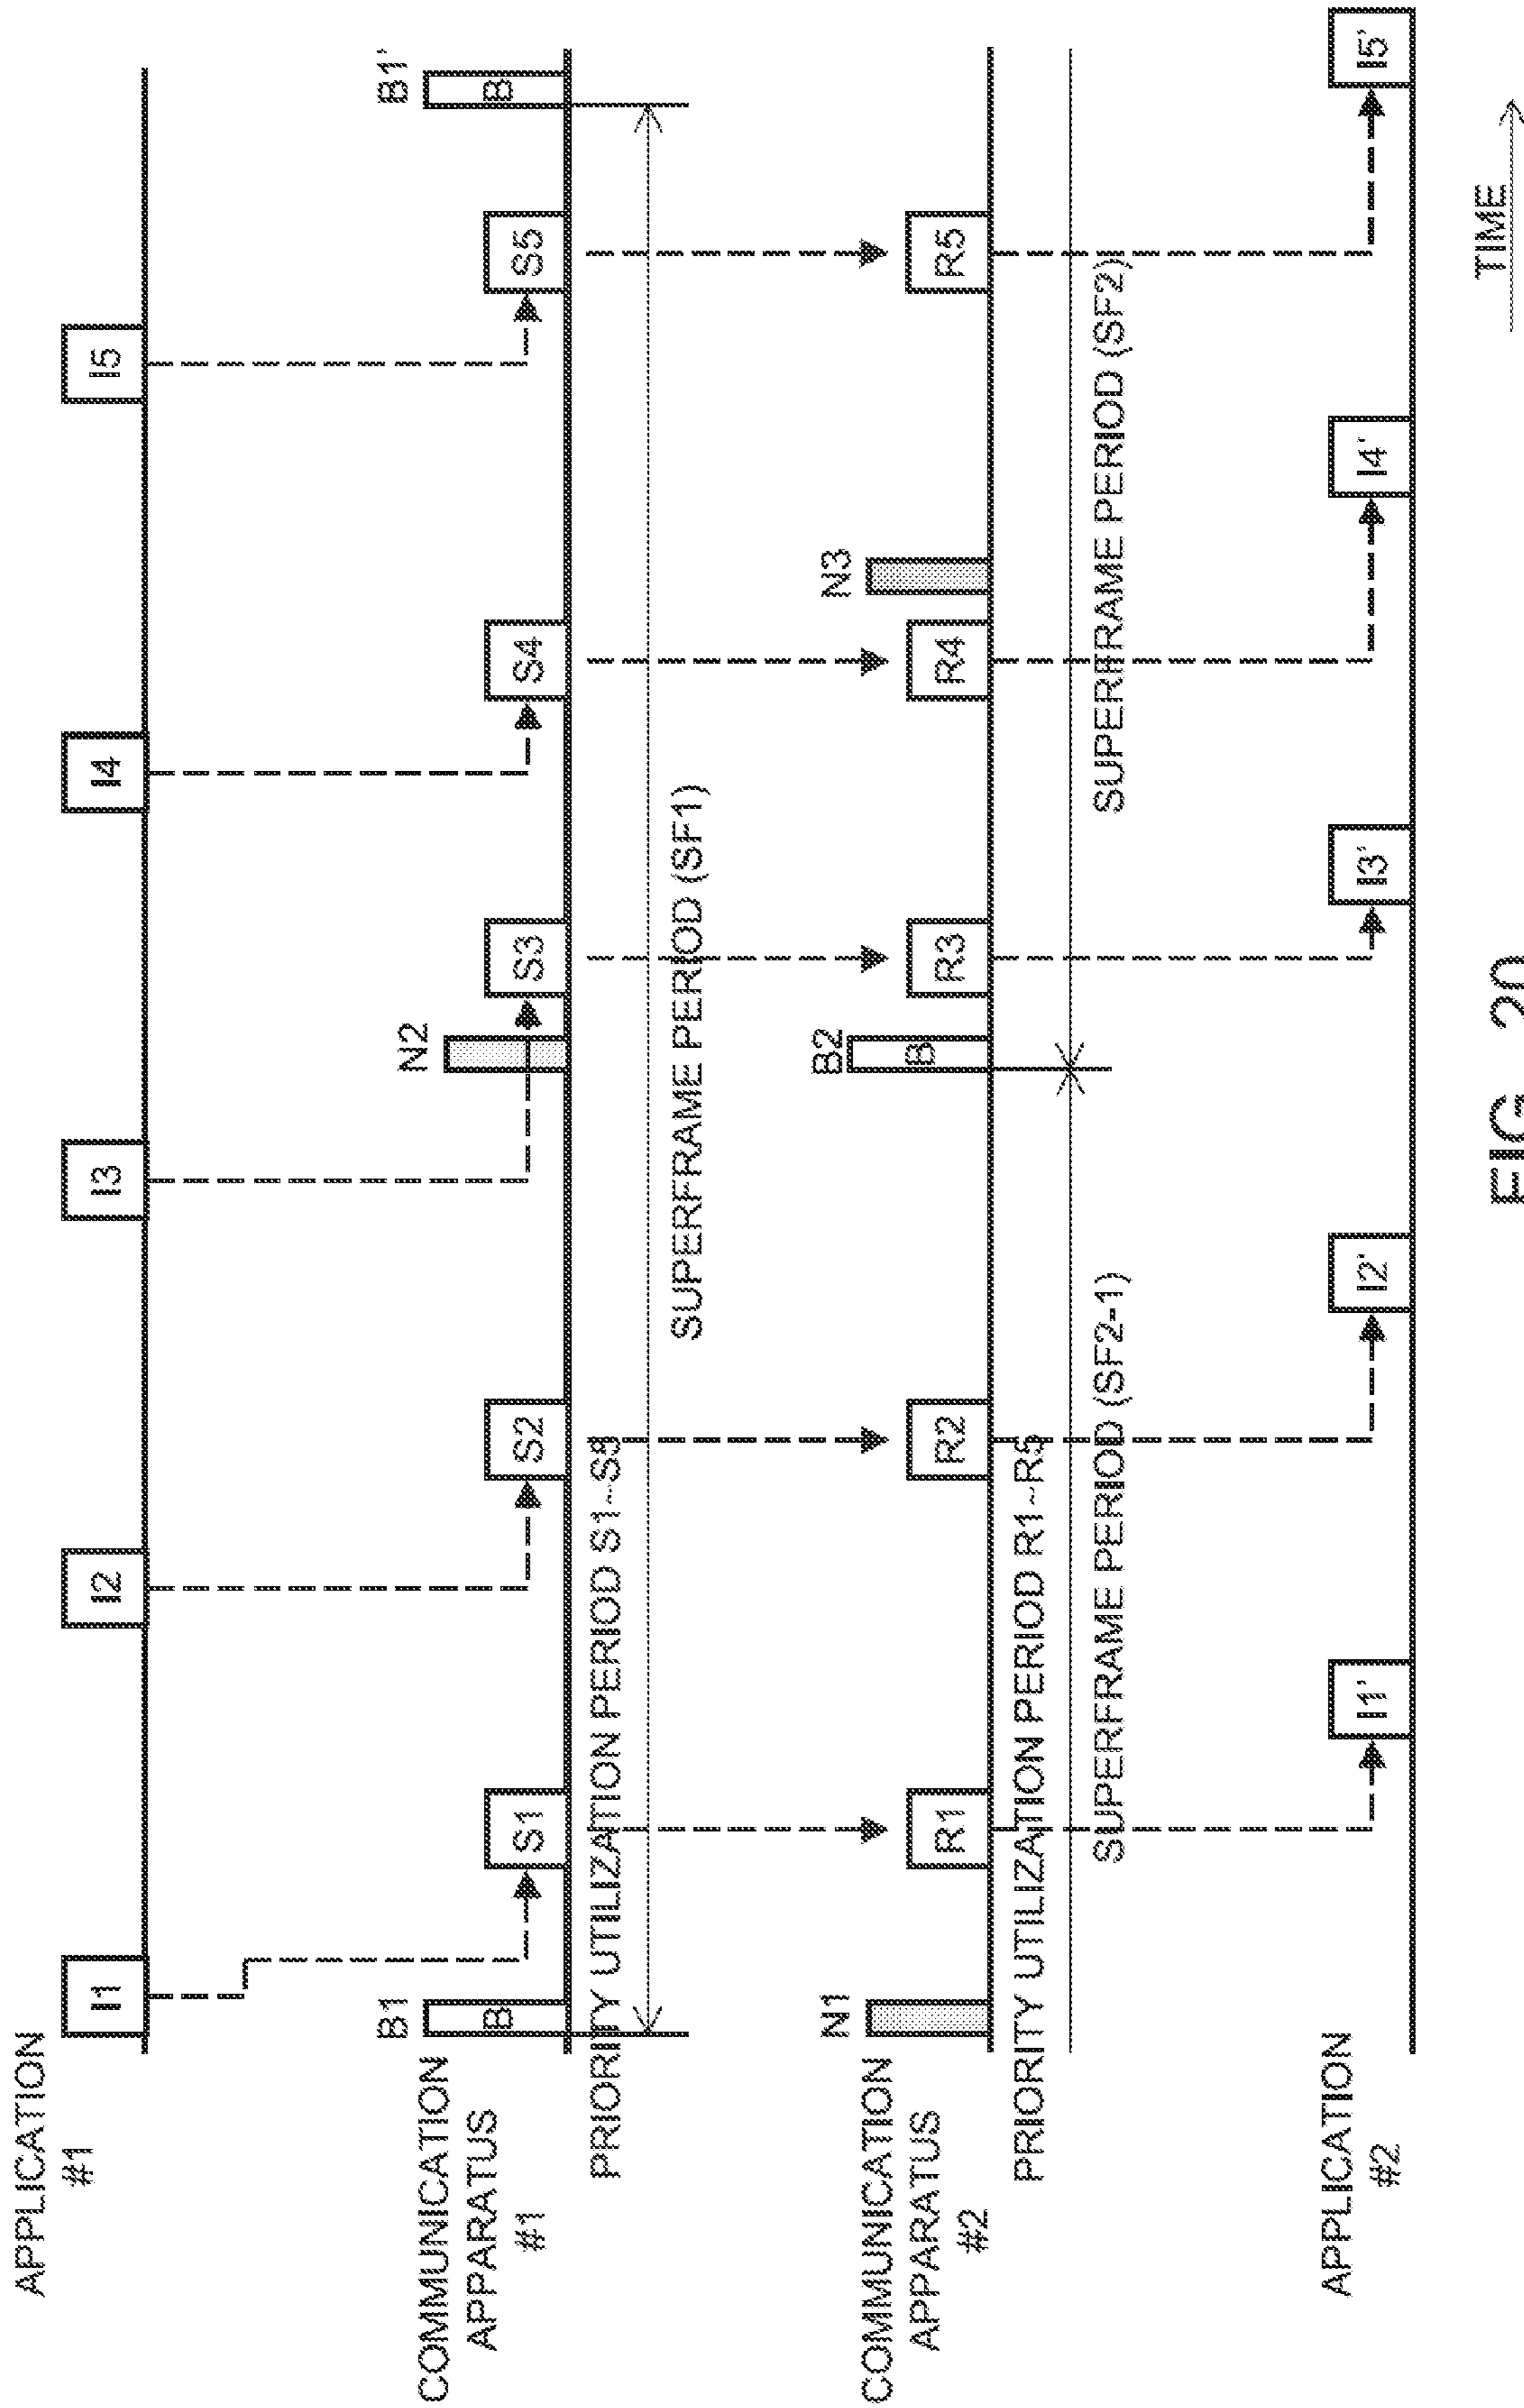 APPLICATION
#1
I1
I2
I3
I4
I5
COMMUNICATION
APPARATUS
#1
B1
B
S1
S2
N2
S3
S4
S5
B1'
B
PRIORITY UTILIZATION PERIOD S1~S5
SUPERFRAME PERIOD (SF1)
COMMUNICATION
APPARATUS
#2
N1
R1
R2
B2
B
R3
R4
N3
R5
PRIORITY UTILIZATION PERIOD R1~R5
SUPERFRAME PERIOD (SF2-1)
SUPERFRAME PERIOD (SF2)
APPLICATION
#2
I1'
I2'
I3'
I4'
I5'
TIME
FIG. 20